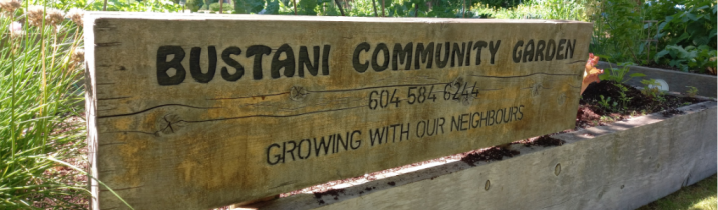 BUSTANI COMMUNITY GARDEN
604 584 6244
GROWING WITH OUR NEIGHBOURS